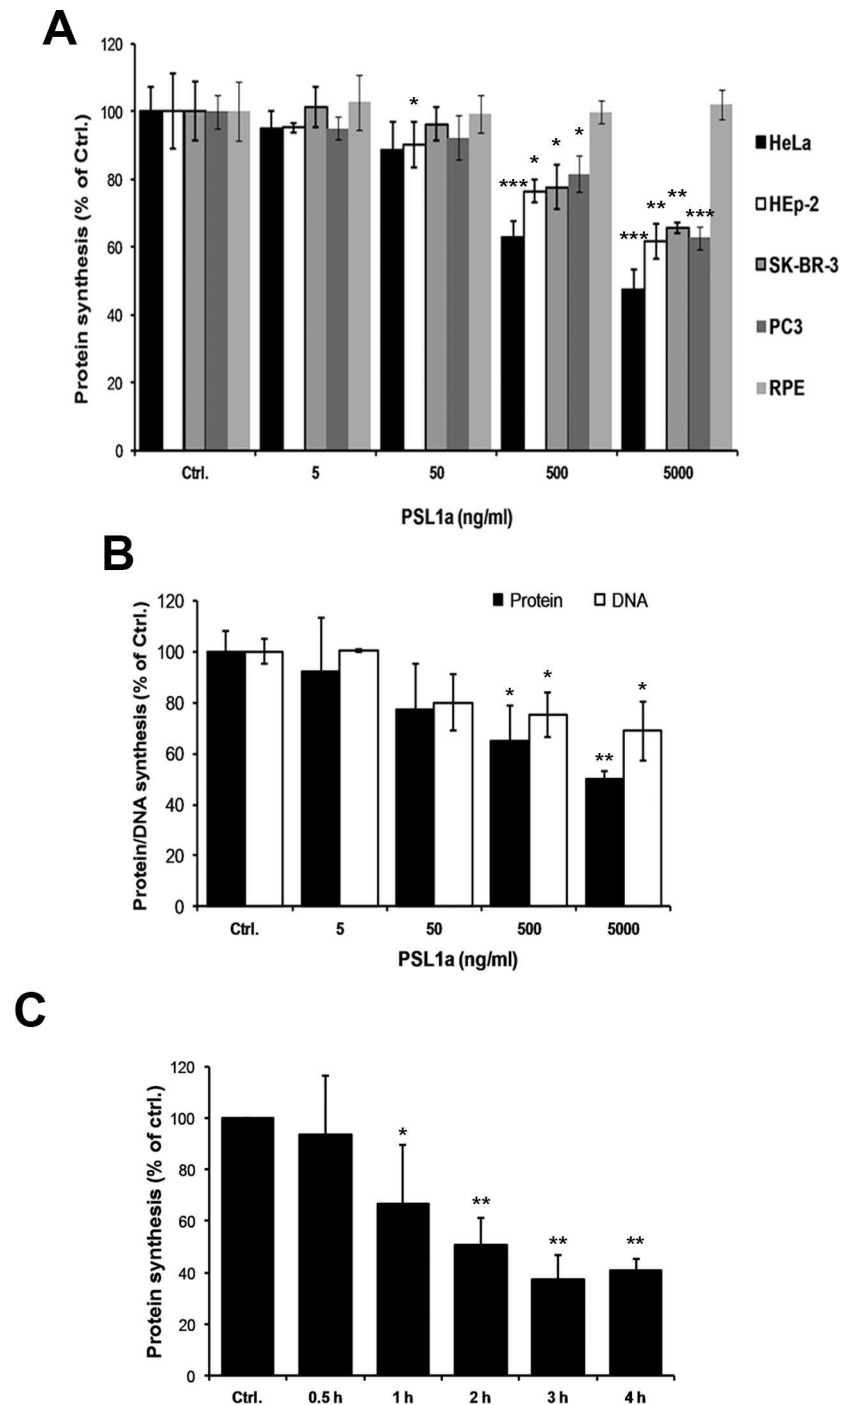 A
Protein synthesis (% of Ctrl.)
120
100
80
60
40
20
0
*
*** * * *
*** ** ** ***
Ctrl. 5 50 500 5000
PSL1a (ng/ml)
HeLa
HEp-2
SK-BR-3
PC3
RPE
B
Protein/DNA synthesis (% of Ctrl.)
120
100
80
60
40
20
0
Protein DNA
* *
** *
Ctrl. 5 50 500 5000
PSL1a (ng/ml)
C
Protein synthesis (% of ctrl.)
120
100
80
60
40
20
0
* ** ** **
Ctrl. 0.5 h 1 h 2 h 3 h 4 h